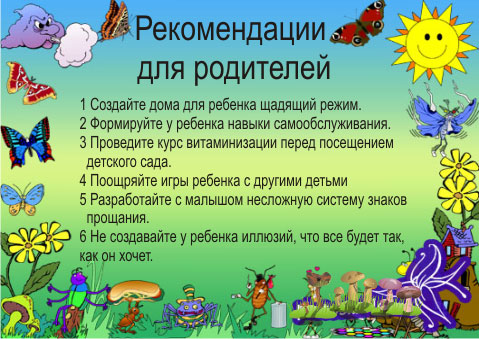 Рекомендации
для родителей
1 Создайте дома для ребенка щадящий режим.
2 Формируйте у ребенка навыки самообслуживания.
3 Проведите курс витаминизации перед посещением
детского сада.
4 Поощряйте игры ребенка с другими детьми
5 Разработайте с малышом несложную систему знаков
прощания.
6 Не создавайте у ребенка иллюзий, что все будет так,
как он хочет.